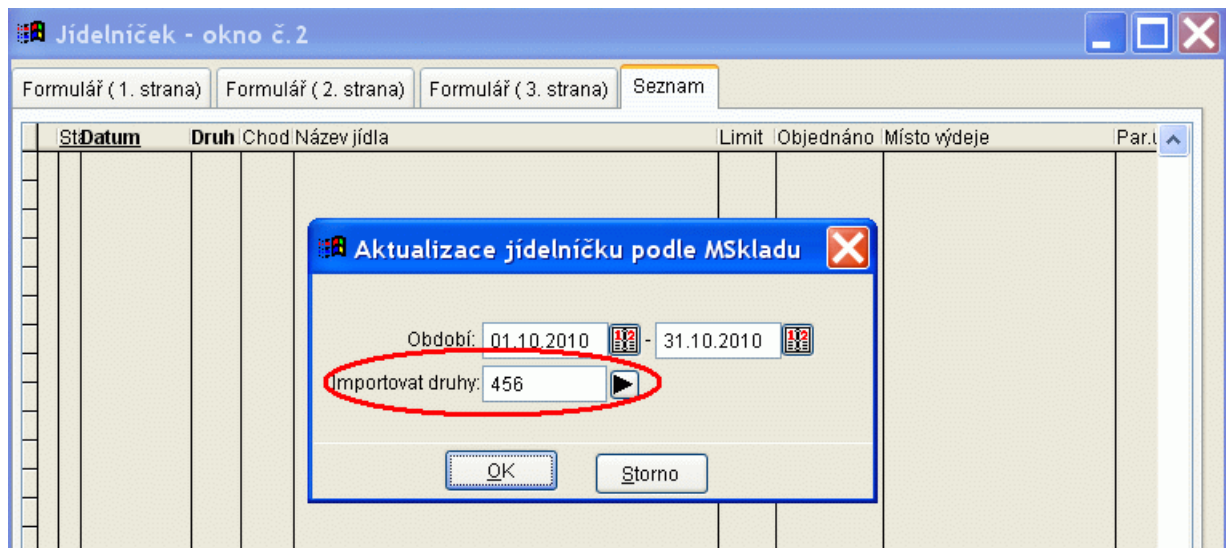 Jídelníček - okno č.2
Formulář ( 1. strana) Formulář ( 2. strana) Formulář ( 3. strana) Seznam
Sta Datum Druh Chod Název jídla Limit Objednáno Místo výdeje Par.u
Aktualizace jídelníčku podle MSkladu
Období: 01.10.2010 - 31.10.2010
Importovat druhy: 456
OK Storno